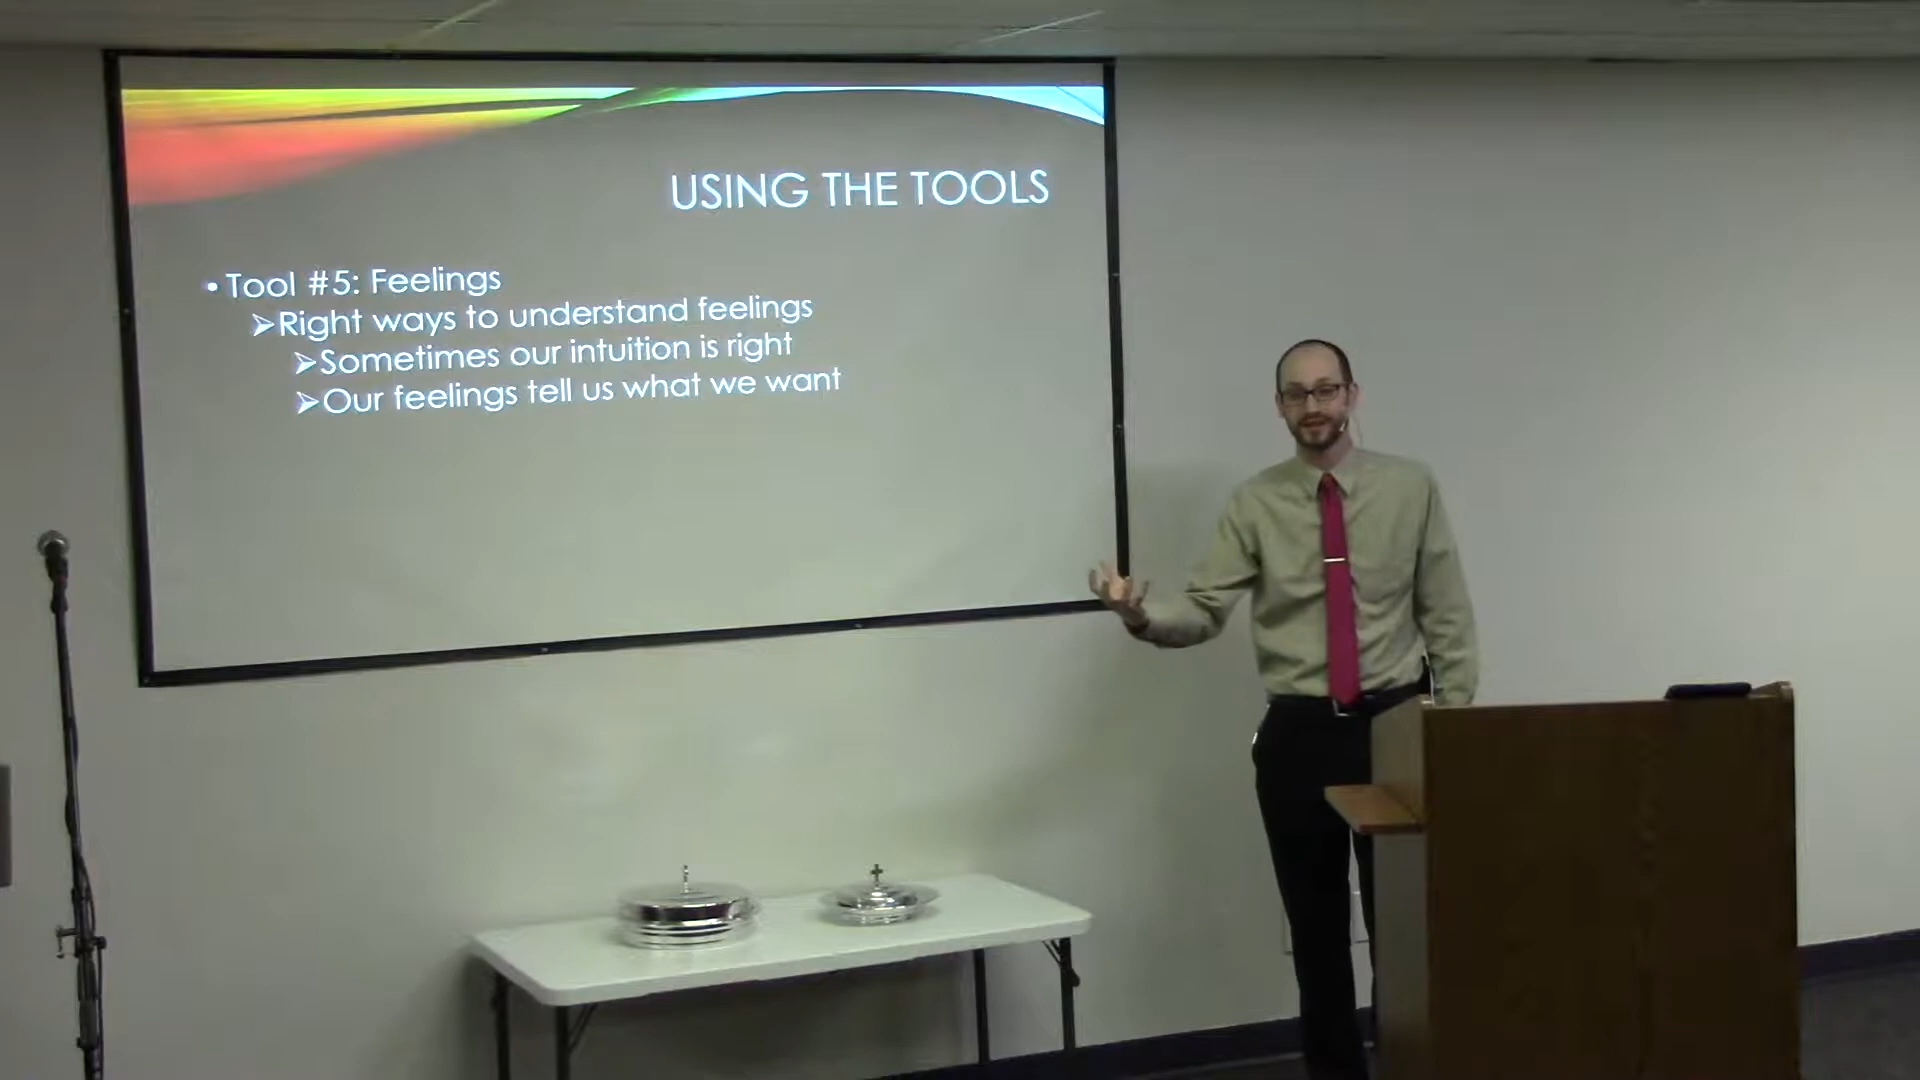 USING THE TOOLS
• Tool #5: Feelings
➢Right ways to understand feelings
➢Sometimes our intuition is right
➢Our feelings tell us what we want